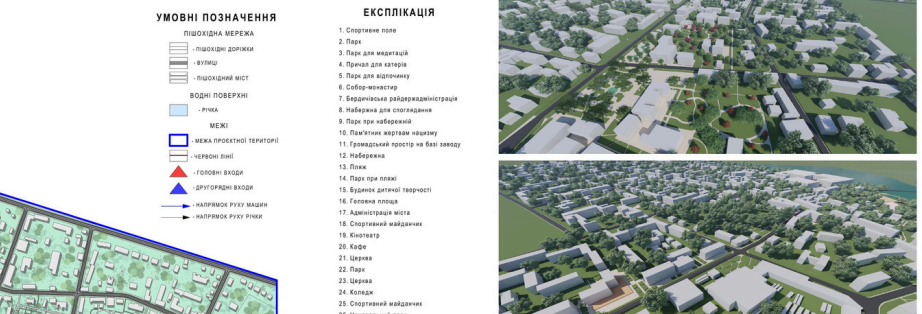 УМОВНІ ПОЗНАЧЕННЯ
ПІШОХІДНА МЕРЕЖА
- ПІШОХІДНІ ДОРІЖКИ
- ВУЛИЦІ
- ПІШОХІДНИЙ МІСТ
ВОДНІ ПОВЕРХНІ
- РІЧКА
МЕЖІ
- МЕЖА ПРОЄКТНОЇ ТЕРИТОРІЇ
- ЧЕРВОНІ ЛІНІЇ
- ГОЛОВНІ ВХОДИ
- ДРУГОРЯДНІ ВХОДИ
- НАПРЯМОК РУХУ МАШИН
- НАПРЯМОК РУХУ РІЧКИ
ЕКСПЛІКАЦІЯ
1. Спортивне поле
2. Парк
3. Парк для медитацій
4. Причал для катерів
5. Парк для відпочинку
6. Собор-монастир
7. Бердичівська райдержадміністрація
8. Набержна для споглядання
9. Парк при набережній
10. Пам'ятник жертвам нацизму
11. Громадський простір на базі заводу
12. Набережна
13. Пляж
14. Парк при пляжі
15. Будинок дитячої творчості
16. Головна площа
17. Адміністрація міста
18. Спортивний майданчик
19. Кінотеатр
20. Кафе
21. Церква
22. Парк
23. Церква
24. Коледж
25. Спортивний майданчик